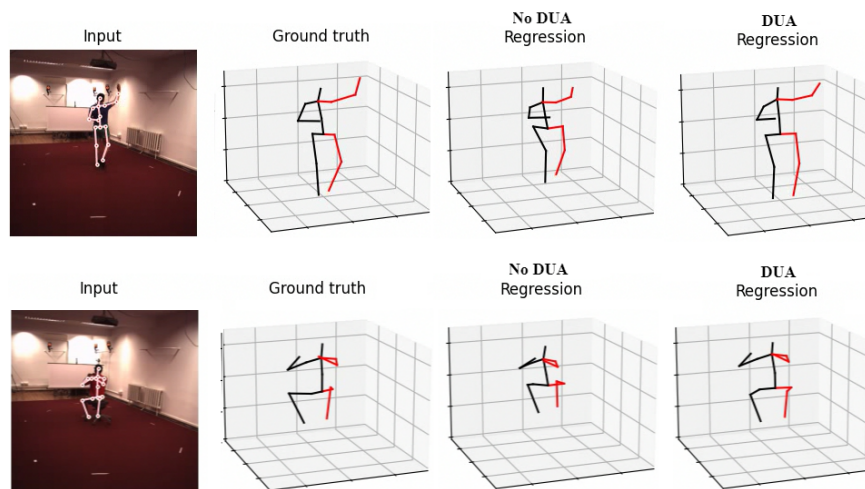 Input
Ground truth
No DUA
Regression
DUA
Regression
Input
Ground truth
No DUA
Regression
DUA
Regression